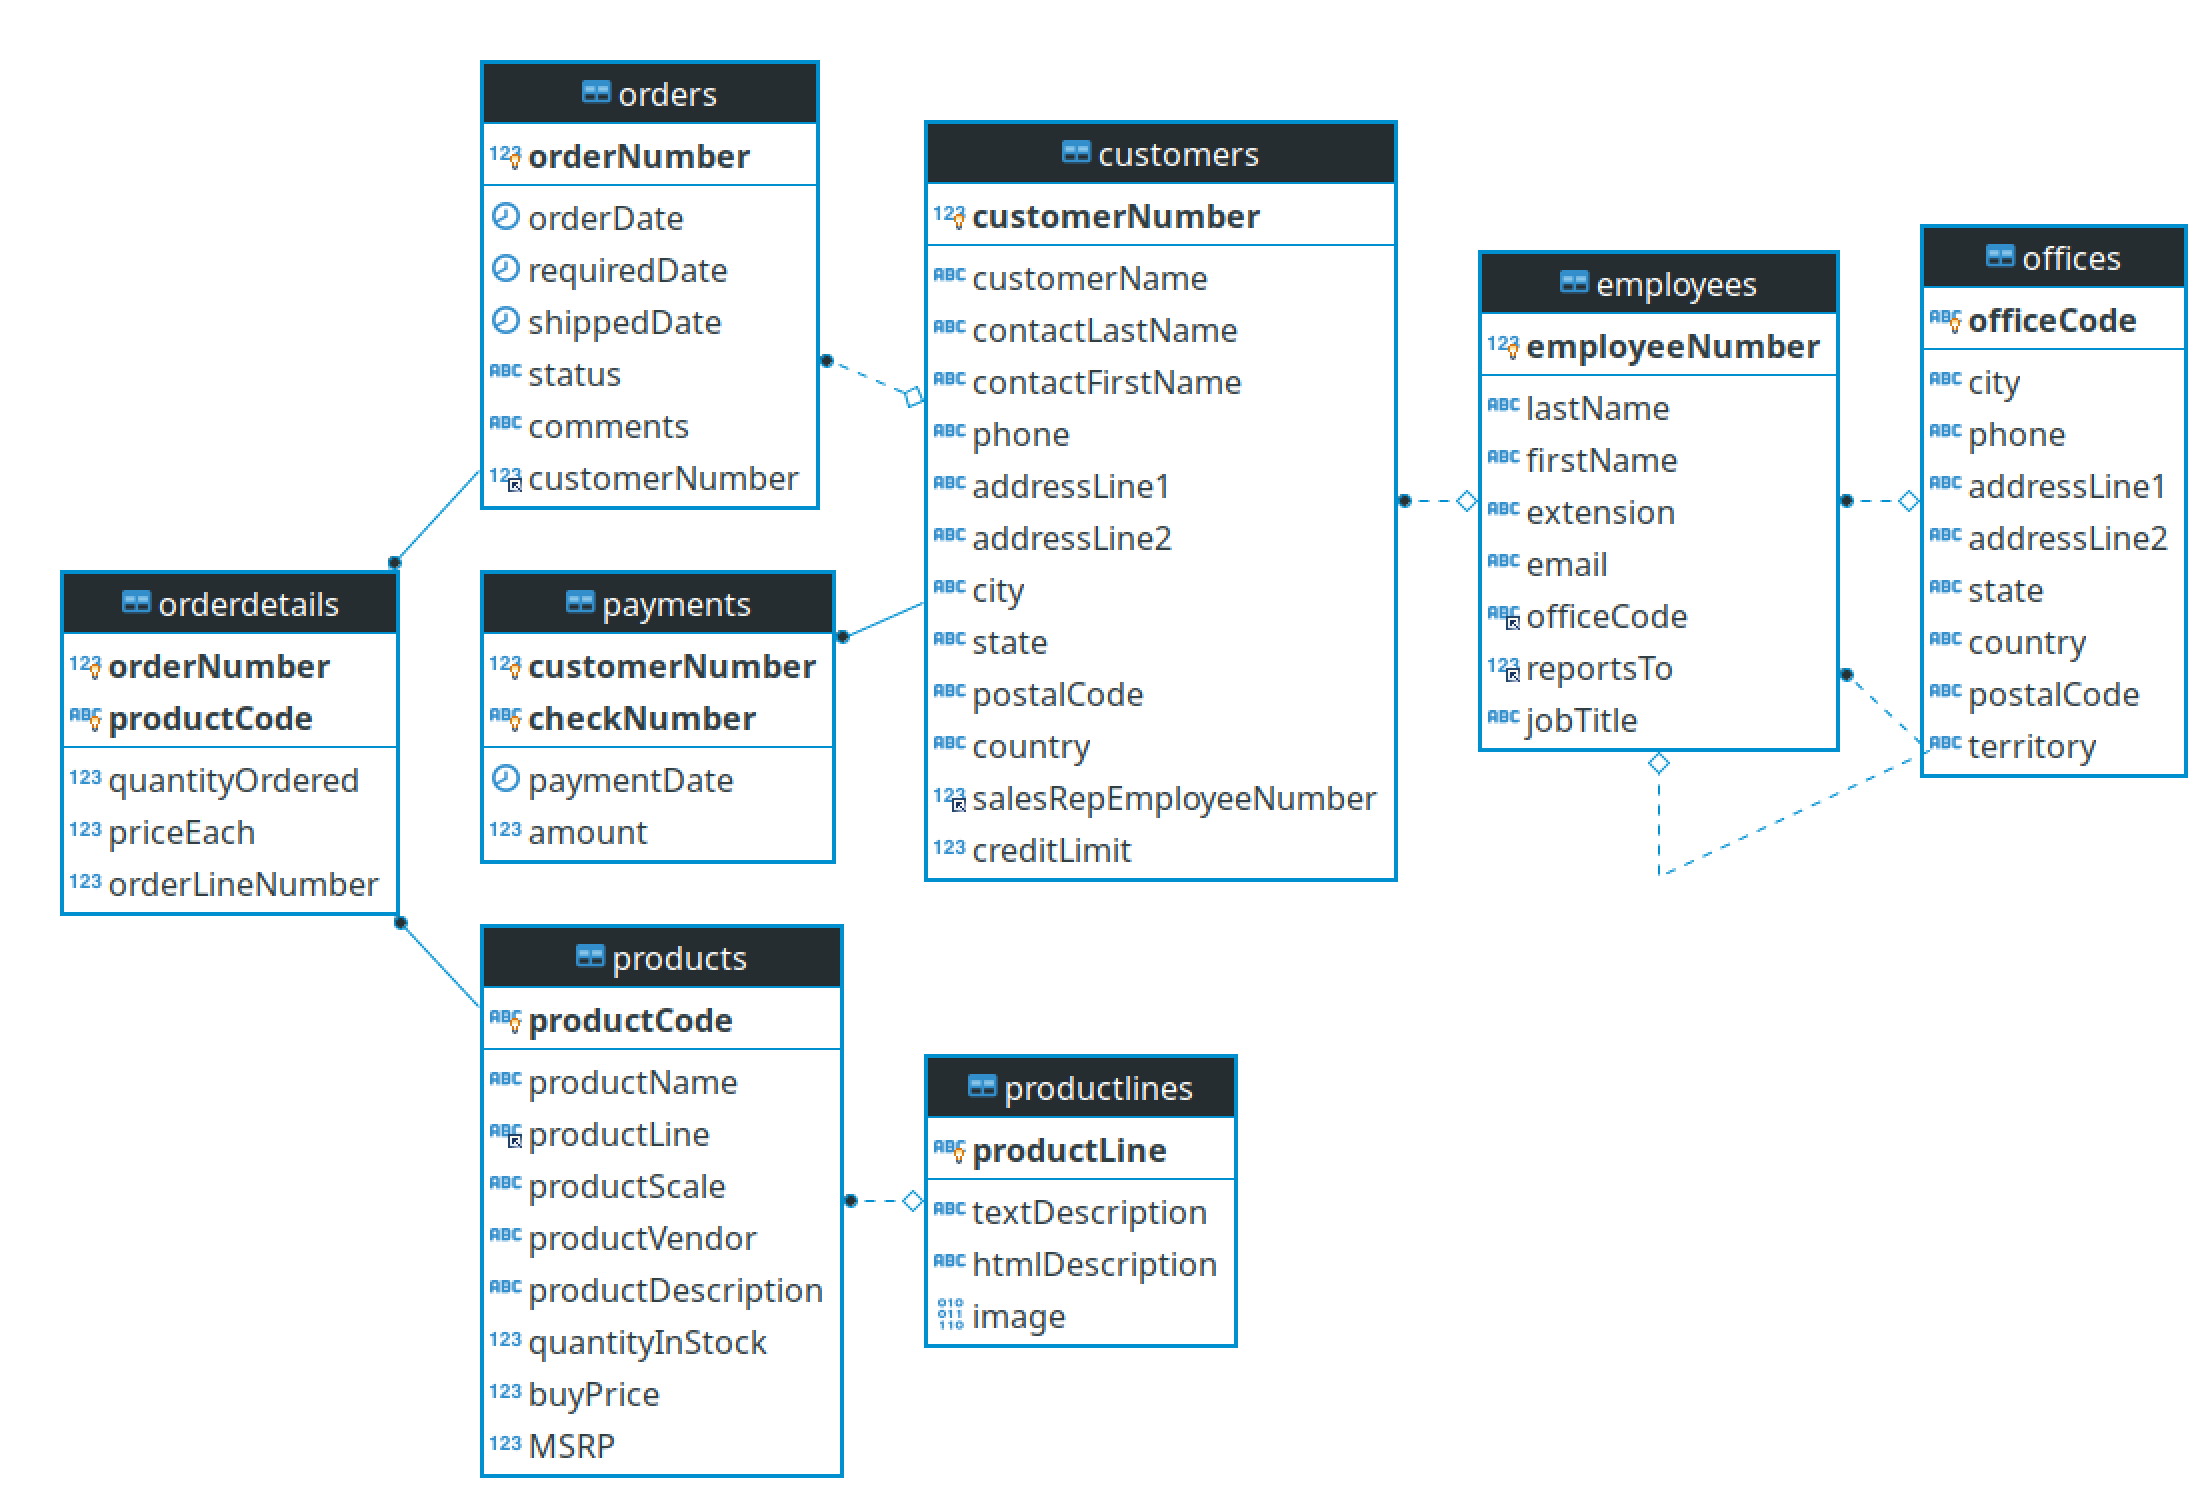 orders
orderNumber
orderDate
requiredDate
shippedDate
status
comments
customerNumber
customers
customerNumber
customerName
contactLastName
contactFirstName
phone
addressLine1
addressLine2
city
state
postalCode
country
salesRepEmployeeNumber
creditLimit
employees
employeeNumber
lastName
firstName
extension
email
officeCode
reportsTo
jobTitle
offices
officeCode
city
phone
addressLine1
addressLine2
state
country
postalCode
territory
orderdetails
orderNumber
productCode
quantityOrdered
priceEach
orderLineNumber
payments
customerNumber
checkNumber
paymentDate
amount
products
productCode
productName
productLine
productScale
productVendor
productDescription
quantityInStock
buyPrice
MSRP
productlines
productLine
textDescription
htmlDescription
image